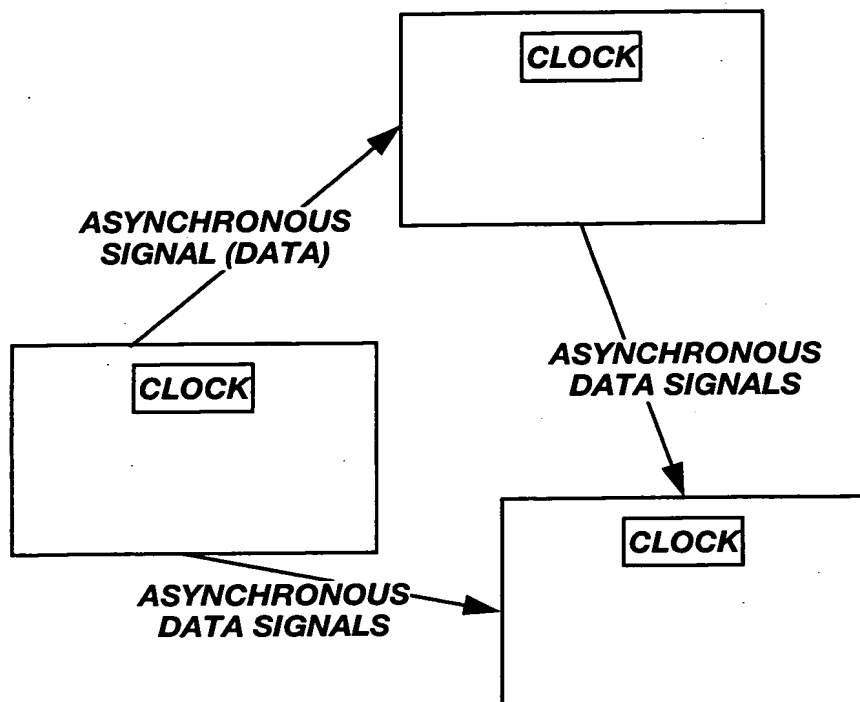 CLOCK
ASYNCHRONOUS
SIGNAL (DATA)
CLOCK
ASYNCHRONOUS
DATA SIGNALS
CLOCK
ASYNCHRONOUS
DATA SIGNALS